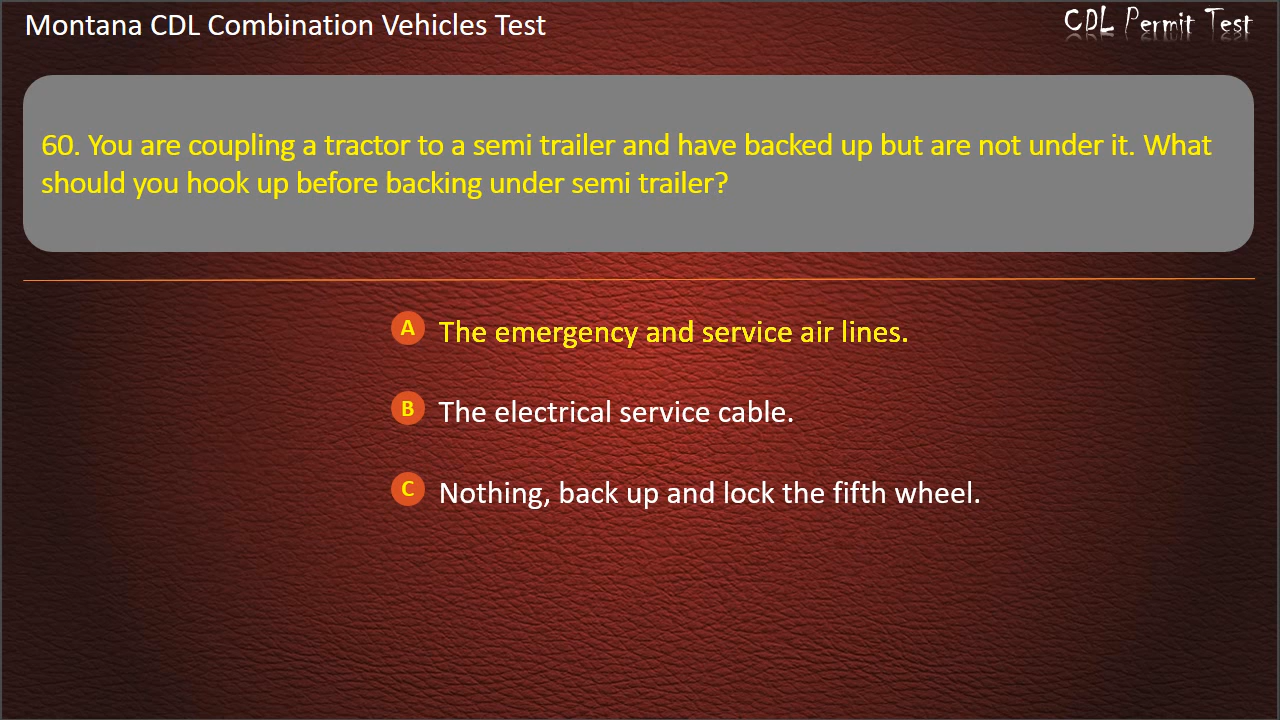 Montana CDL Combination Vehicles Test
CDL Permit Test
60. You are coupling a tractor to a semi trailer and have backed up but are not under it. What
should you hook up before backing under semi trailer?
A The emergency and service air lines.
B The electrical service cable.
C Nothing, back up and lock the fifth wheel.